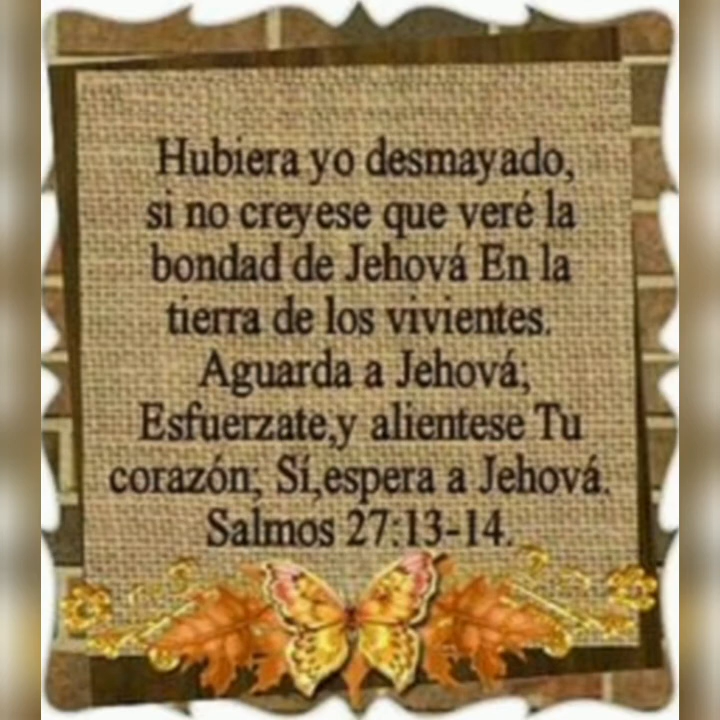 Hubiera yo desmayado,
si no creyese que veré la
bondad de Jehová En la
tierra de los vivientes.
Aguarda a Jehová;
Esfuerzate,y alientese Tu
corazón; Sí,espera a Jehová.
Salmos 27:13-14.